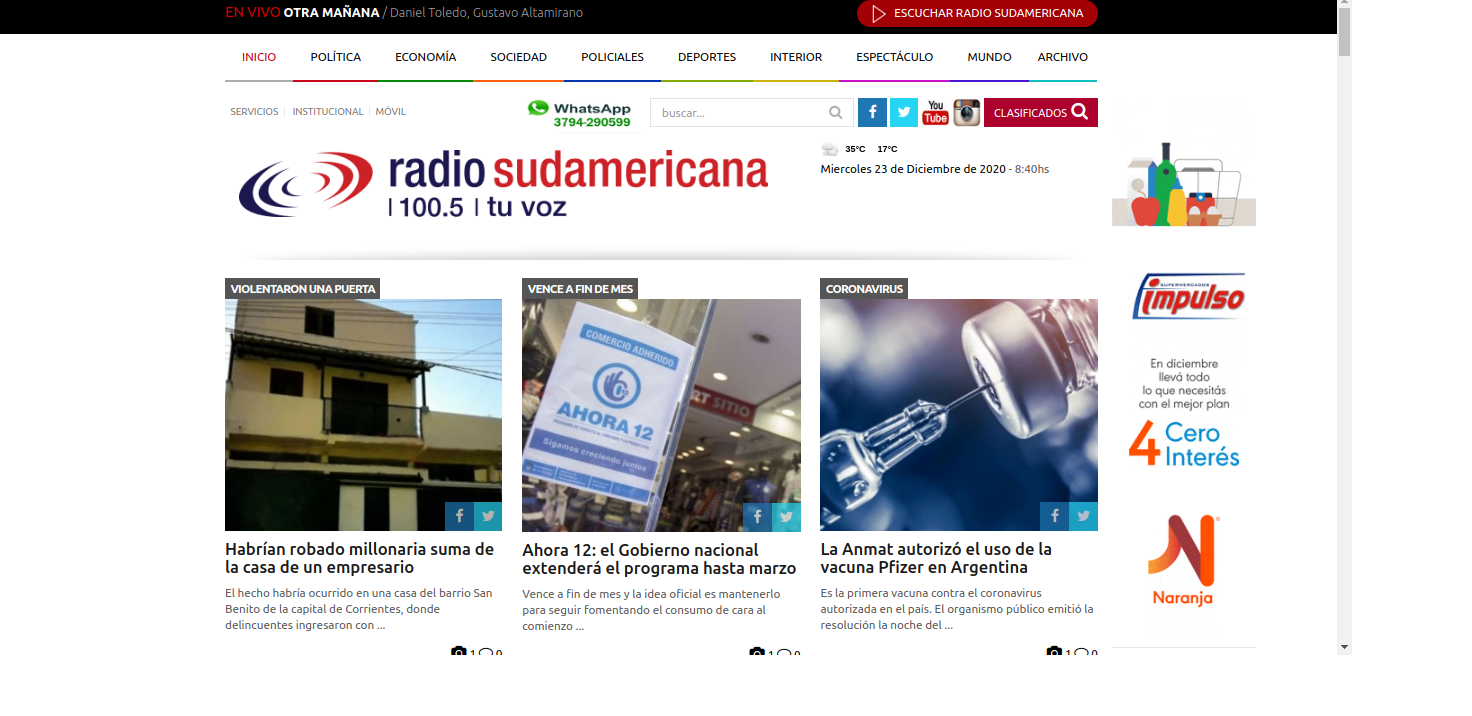 EN VIVO OTRA MAÑANA / Daniel Toledo, Gustavo Altamirano
ESCUCHAR RADIO SUDAMERICANA
INICIO POLÍTICA ECONOMÍA SOCIEDAD POLICIALES DEPORTES INTERIOR ESPECTÁCULO MUNDO ARCHIVO
SERVICIOS INSTITUCIONAL MÓVIL
WhatsApp
3794-290599
buscar...
You
Tube
CLASIFICADOS
radio sudamericana
100.5 tu voz
35°C 17°C
Miercoles 23 de Diciembre de 2020 - 8:40hs
VIOLENTARON UNA PUERTA
Habrían robado millonaria suma de
la casa de un empresario
El hecho habría ocurrido en una casa del barrio San
Benito de la capital de Corrientes, donde
delincuentes ingresaron con ...
1 0
VENCE A FIN DE MES
COMERCIO ADHERIDO
AHORA 12
Sigamos creciendo juntos
RT SITIO
Ahora 12: el Gobierno nacional
extenderá el programa hasta marzo
Vence a fin de mes y la idea oficial es mantenerlo
para seguir fomentando el consumo de cara al
comienzo ...
1 0
CORONAVIRUS
La Anmat autorizó el uso de la
vacuna Pfizer en Argentina
Es la primera vacuna contra el coronavirus
autorizada en el país. El organismo público emitió la
resolución la noche del ...
1 0
SUPERMERCADOS
impulso
En diciembre
llevá todo
lo que necesitás
con el mejor plan
4 Cero
Interés
Naranja